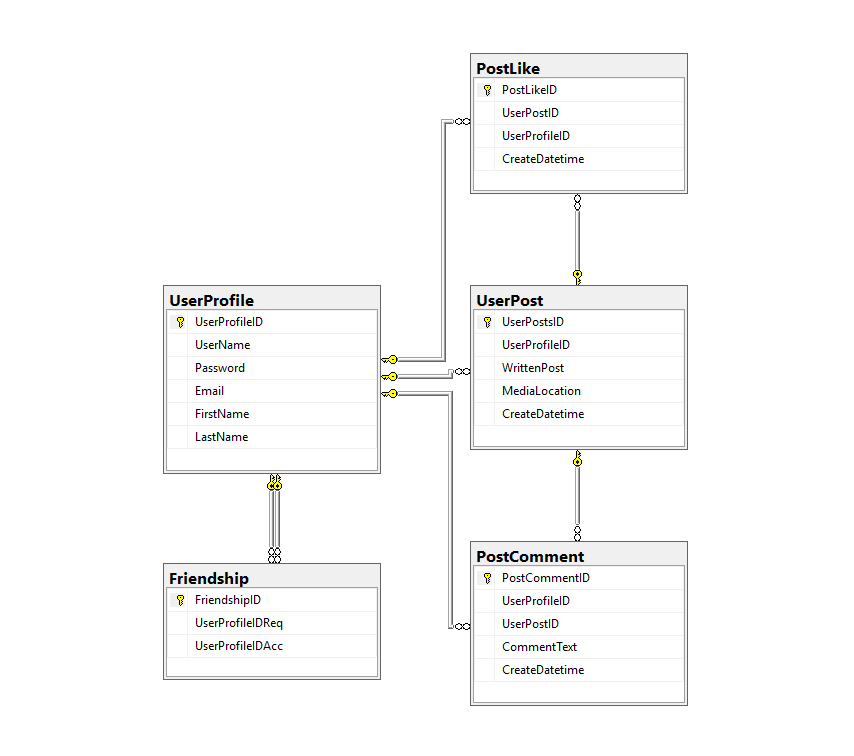 PostLike
PostLikeID
UserPostID
UserProfileID
CreateDatetime
UserProfile
UserProfileID
UserName
Password
Email
FirstName
LastName
UserPost
UserPostsID
UserProfileID
WrittenPost
MediaLocation
CreateDatetime
Friendship
FriendshipID
UserProfileIDReq
UserProfileIDAcc
PostComment
PostCommentID
UserProfileID
UserPostID
CommentText
CreateDatetime